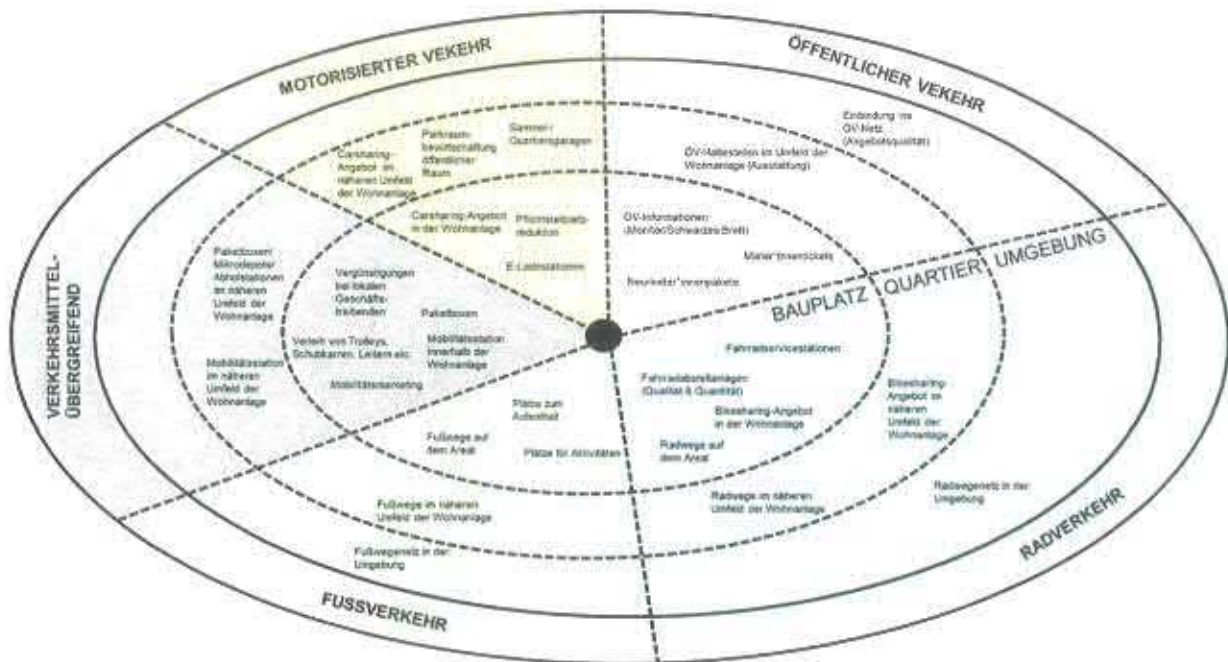 MOTORISIERTER VEKEHR
ÖFFENTLICHER VEKEHR
Carsharing-
Angebot im
näheren Umfeld
der Wohnanlage
Parkraum-
bewirtschaftung
öffentlicher
Raum
Sammel-/
Quartiersgaragen
Carsharing-Angebot
in der Wohnanlage
Pflichtstellplatz-
reduktion
E-Ladestationen
ÖV-Haltestellen im Umfeld der
Wohnanlage (Ausstattung)
Einbindung ins
ÖV-Netz
(Angebotsqualität)
ÖV-Informationen
(Monitor/Schwarzes Brett)
Mieter*innentickets
Neumieter*innenpakete
BAUPLATZ QUARTIER UMGEBUNG
VERKEHRSMITTEL-
ÜBERGREIFEND
Paketboxen/
Mikrodepots/
Abholstationen
im näheren
Umfeld der
Wohnanlage
Vergünstigungen
bei lokalen
Geschäfts-
treibenden
Paketboxen
Verleih von Trolleys,
Schubkarren, Leitern etc.
Mobilitätsstation
innerhalb der
Wohnanlage
Mobilitätsstation
im näheren
Umfeld der
Wohnanlage
Mobilitätsmarketing
Fahrradservicestationen
Fahrradabstellanlagen
(Qualität & Quantität)
Bikesharing-Angebot
in der Wohnanlage
Radwege auf
dem Areal
Bikesharing-
Angebot im
näheren
Umfeld der
Wohnanlage
Radwege im näheren
Umfeld der Wohnanlage
Radwegenetz in der
Umgebung
RADVERKEHR
Plätze zum
Aufenthalt
Fußwege auf
dem Areal
Plätze für Aktivitäten
Fußwege im näheren
Umfeld der Wohnanlage
Fußwegenetz in der
Umgebung
FUSSVERKEHR